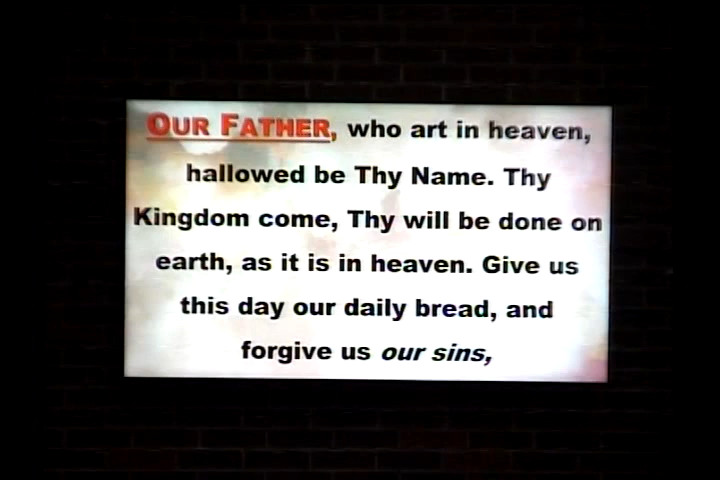 OUR FATHER, who art in heaven,
hallowed be Thy Name. Thy
Kingdom come, Thy will be done on
earth, as it is in heaven. Give us
this day our daily bread, and
forgive us our sins,